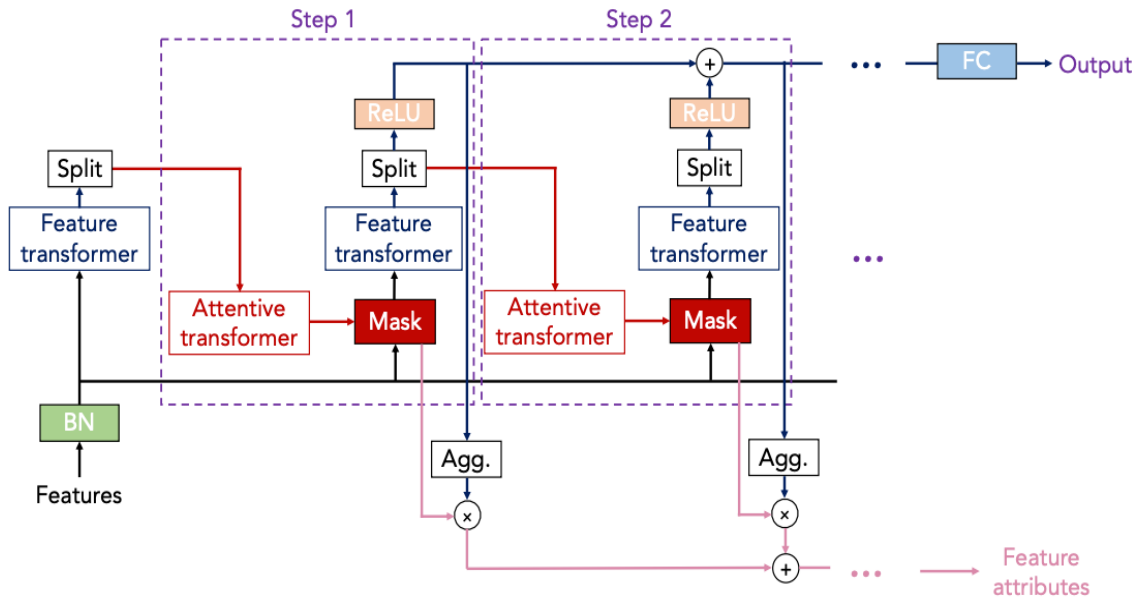 Step 1
Step 2
+
...
FC
Output
ReLU
ReLU
Split
Split
Split
Feature
transformer
Feature
transformer
Feature
transformer
...
Attentive
transformer
Mask
Attentive
transformer
Mask
BN
Features
Agg.
Agg.
×
×
+
...
Feature
attributes